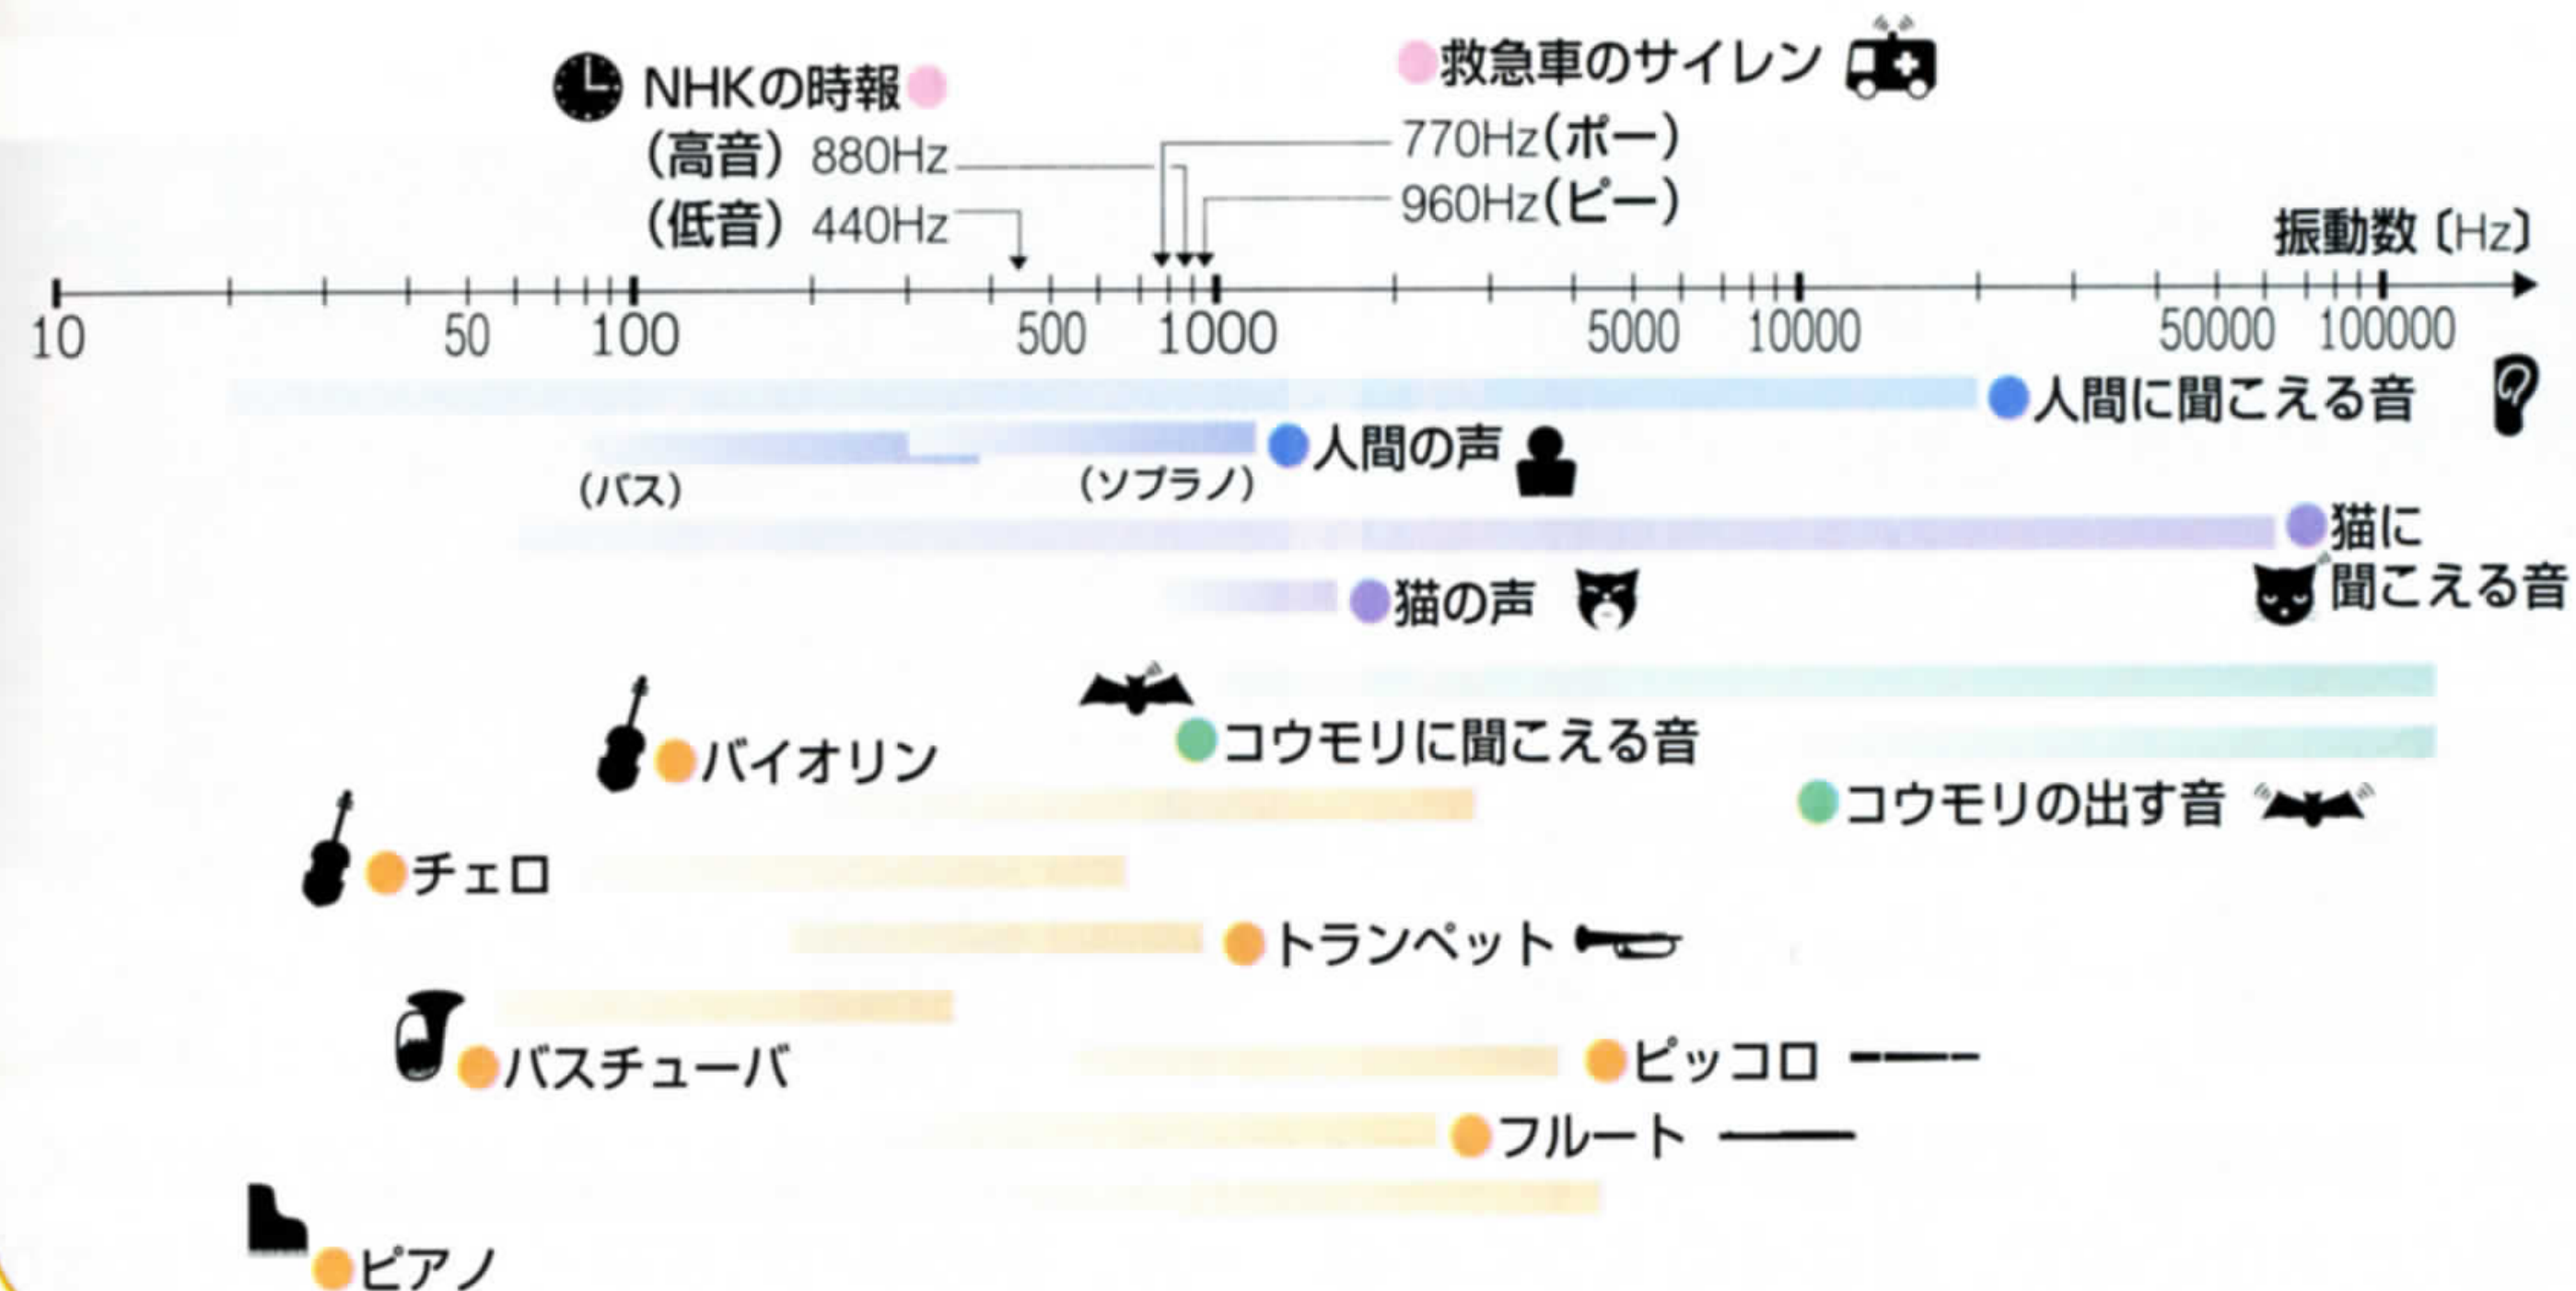 NHKの時報
(高音) 880Hz
(低音) 440Hz
救急車のサイレン
770Hz(ポー)
960Hz(ピー)
振動数〔Hz〕
10 50 100 500 1000 5000 10000 50000 100000
人間に聞こえる音
人間の声
(バス)
(ソプラノ)
猫に
聞こえる音
猫の声
コウモリに聞こえる音
バイオリン
コウモリの出す音
チェロ
トランペット
バスチューバ
ピッコロ
フルート
ピアノ